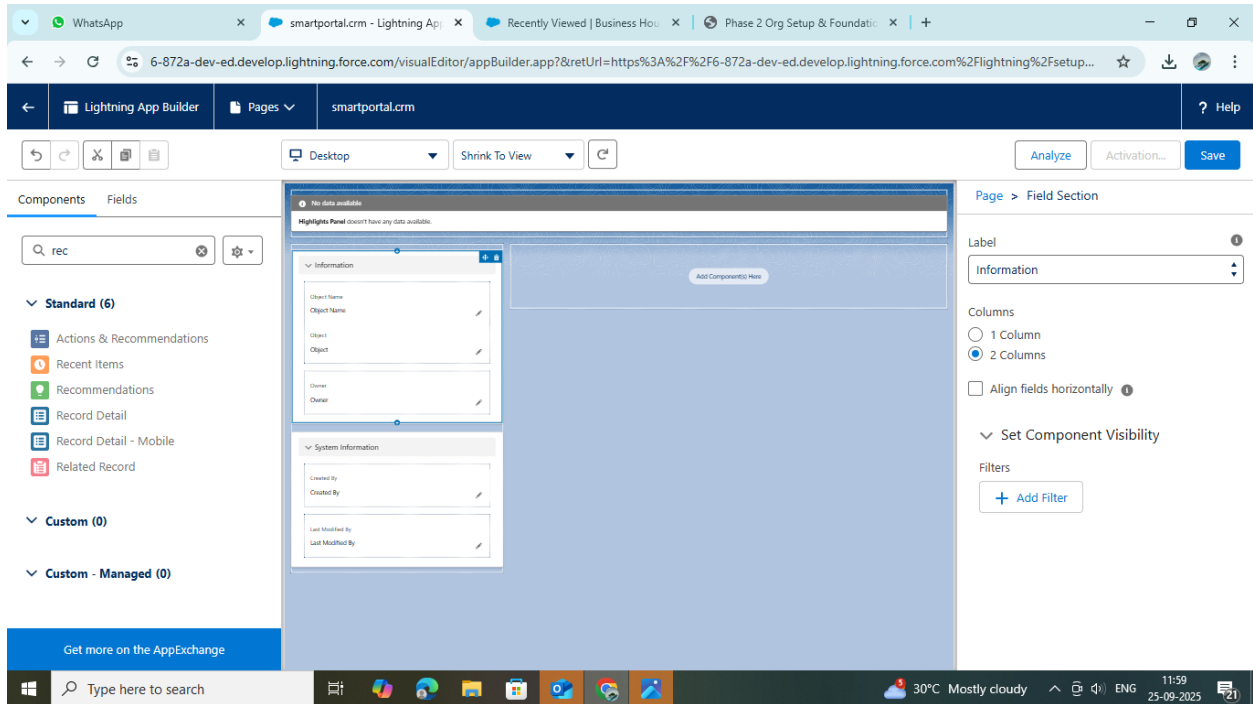 WhatsApp
smartportal.crm - Lightning App
Recently Viewed | Business Hou
Phase 2 Org Setup & Foundatio
6-872a-dev-ed.develop.lightning.force.com/visualEditor/appBuilder.app?&retUrl=https%3A%2F%2F6-872a-dev-ed.develop.lightning.force.com%2Flightning%2Fsetup...
Lightning App Builder
Pages
smartportal.crm
? Help
Desktop
Shrink To View
Analyze
Activation...
Save
Components
Fields
rec
Standard (6)
Actions & Recommendations
Recent Items
Recommendations
Record Detail
Record Detail - Mobile
Related Record
Custom (0)
Custom - Managed (0)
Get more on the AppExchange
No data available
Highlights Panel doesn't have any data available.
Information
Object Name
Object Name
Object
Object
Owner
Owner
System Information
Created By
Created By
Last Modified By
Last Modified By
Add Component(s) Here
Page > Field Section
Label
Information
Columns
1 Column
2 Columns
Align fields horizontally
Set Component Visibility
Filters
+ Add Filter
Type here to search
5
30°C Mostly cloudy
ENG
11:59
25-09-2025
21